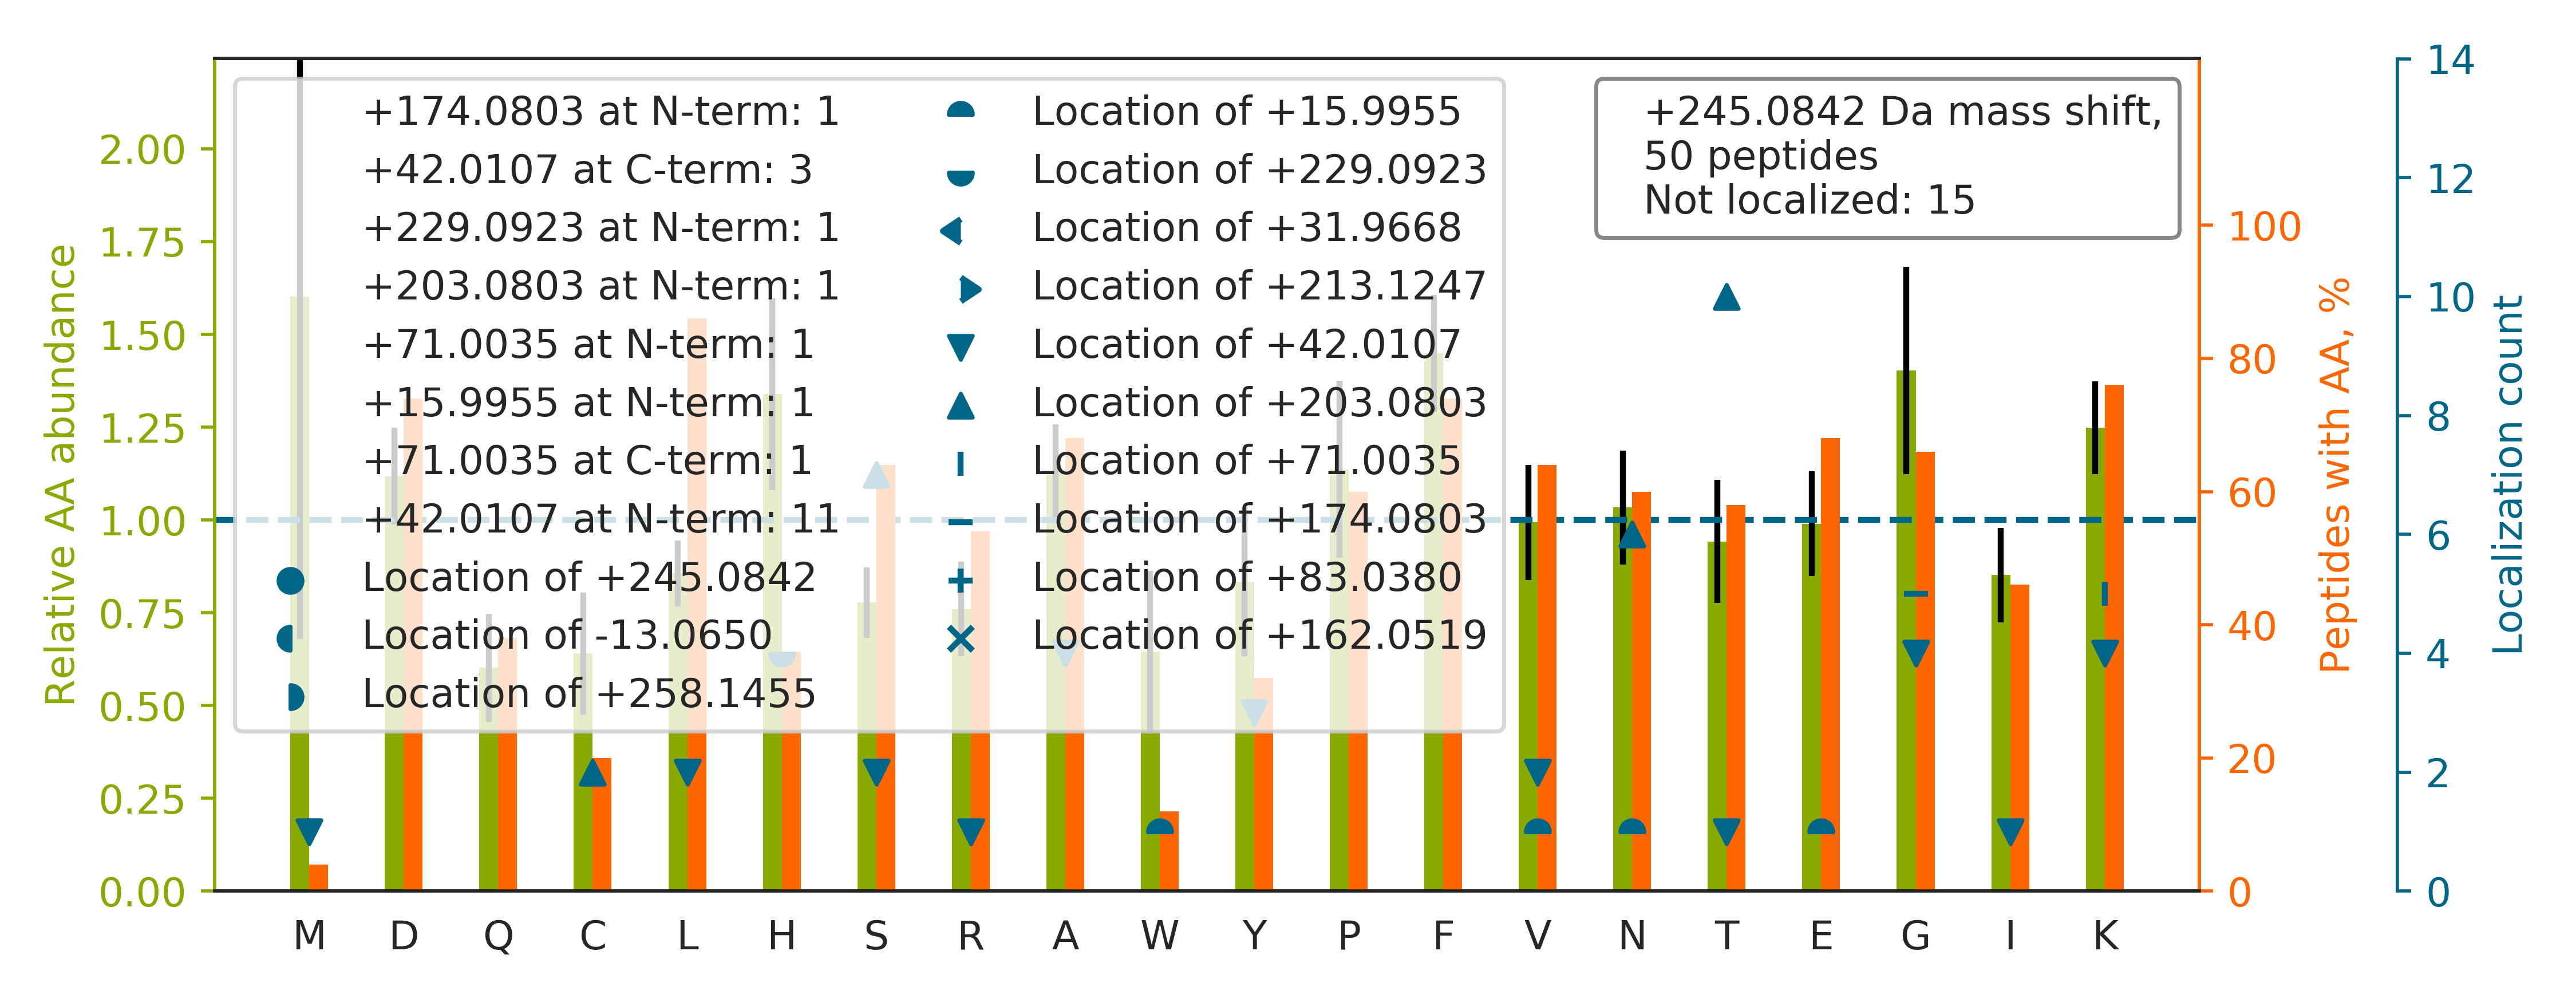 +174.0803 at N-term: 1
+42.0107 at C-term: 3
+229.0923 at N-term: 1
+203.0803 at N-term: 1
+71.0035 at N-term: 1
+15.9955 at N-term: 1
+71.0035 at C-term: 1
+42.0107 at N-term: 11
Location of +245.0842
Location of -13.0650
Location of +258.1455
Location of +15.9955
Location of +229.0923
Location of +31.9668
Location of +213.1247
Location of +42.0107
Location of +203.0803
Location of +71.0035
Location of +174.0803
Location of +83.0380
Location of +162.0519
+245.0842 Da mass shift,
50 peptides
Not localized: 15
Relative AA abundance
2.00
1.75
1.50
1.25
1.00
0.75
0.50
0.25
0.00
M D Q C L H S R A W Y P F V N T E G I K
100
80
60
40
20
0
Peptides with AA, %
14
12
10
8
6
4
2
0
Localization count